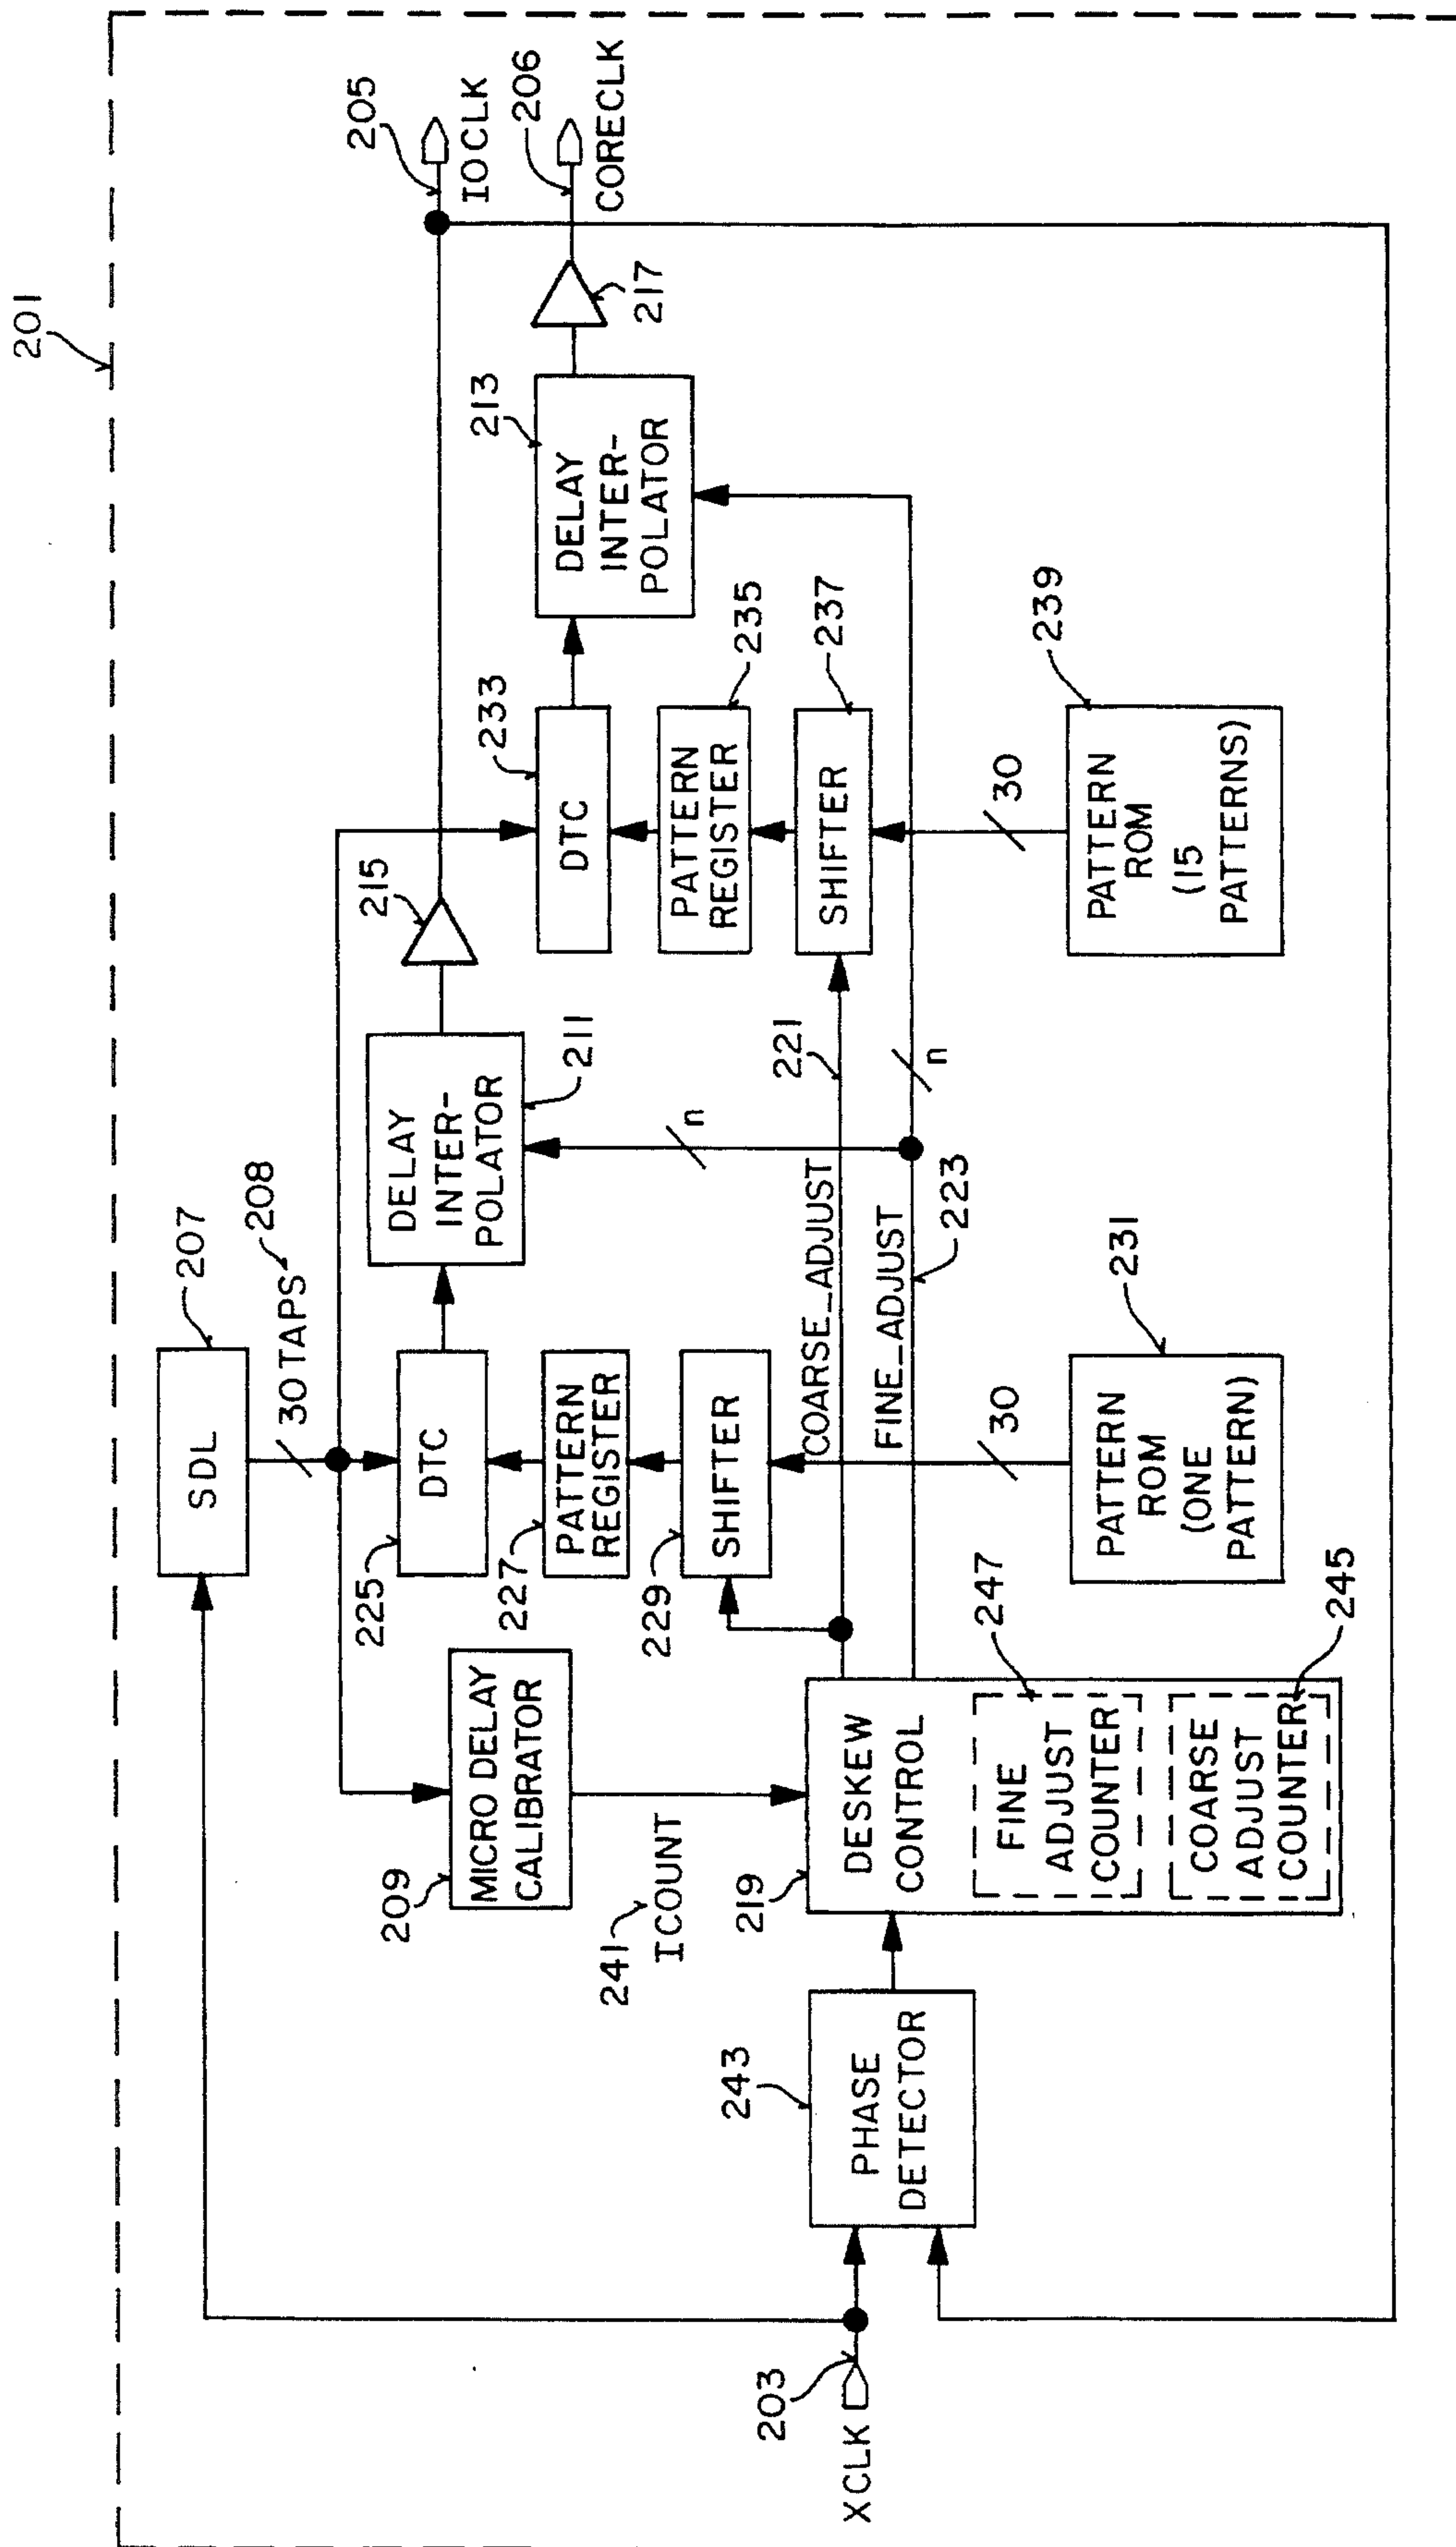 201
207
SDL
30 TAPS
208
205
IOCLK
206
CORECLK
215
217
213
DELAY
INTER-
POLATOR
211
DELAY
INTER-
POLATOR
233
DTC
235
PATTERN
REGISTER
237
SHIFTER
225
DTC
227
PATTERN
REGISTER
229
SHIFTER
209
MICRO DELAY
CALIBRATOR
241
ICOUNT
221
COARSE_ADJUST
n
n
FINE_ADJUST
223
30
239
PATTERN
ROM
(15
PATTERNS)
30
231
PATTERN
ROM
(ONE
PATTERN)
219
DESKEW
CONTROL
247
FINE
ADJUST
COUNTER
245
COARSE
ADJUST
COUNTER
243
PHASE
DETECTOR
203
XCLK